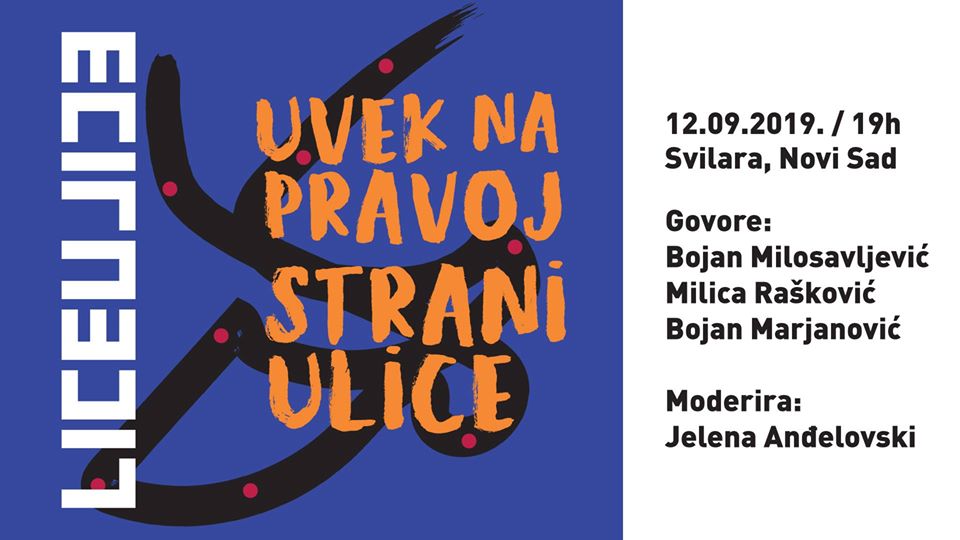 LICEULICE
UVEK NA
PRAVOJ
STRANI
ULICE
12.09.2019. / 19h
Svilara, Novi Sad
Govore:
Bojan Milosavljević
Milica Rašković
Bojan Marjanović
Moderira:
Jelena Anđelovski